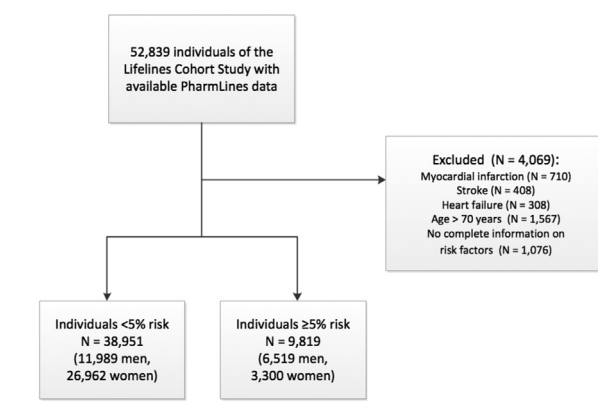 52,839 individuals of the
Lifelines Cohort Study with
available PharmLines data
Excluded (N = 4,069):
Myocardial infarction (N = 710)
Stroke (N = 408)
Heart failure (N = 308)
Age > 70 years (N = 1,567)
No complete information on
risk factors (N = 1,076)
Individuals <5% risk
N = 38,951
(11,989 men,
26,962 women)
Individuals ≥5% risk
N = 9,819
(6,519 men,
3,300 women)